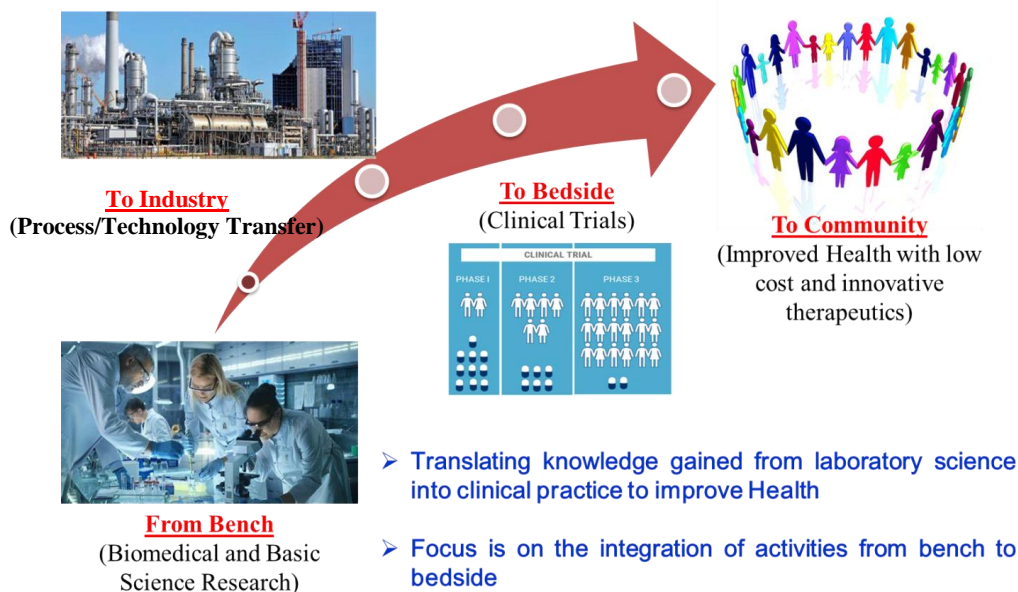 To Industry
(Process/Technology Transfer)
To Bedside
(Clinical Trials)
CLINICAL TRIAL
PHASE I
PHASE 2
PHASE 3
To Community
(Improved Health with low
cost and innovative
therapeutics)
From Bench
(Biomedical and Basic
Science Research)
➢ Translating knowledge gained from laboratory science
into clinical practice to improve Health
➢ Focus is on the integration of activities from bench to
bedside